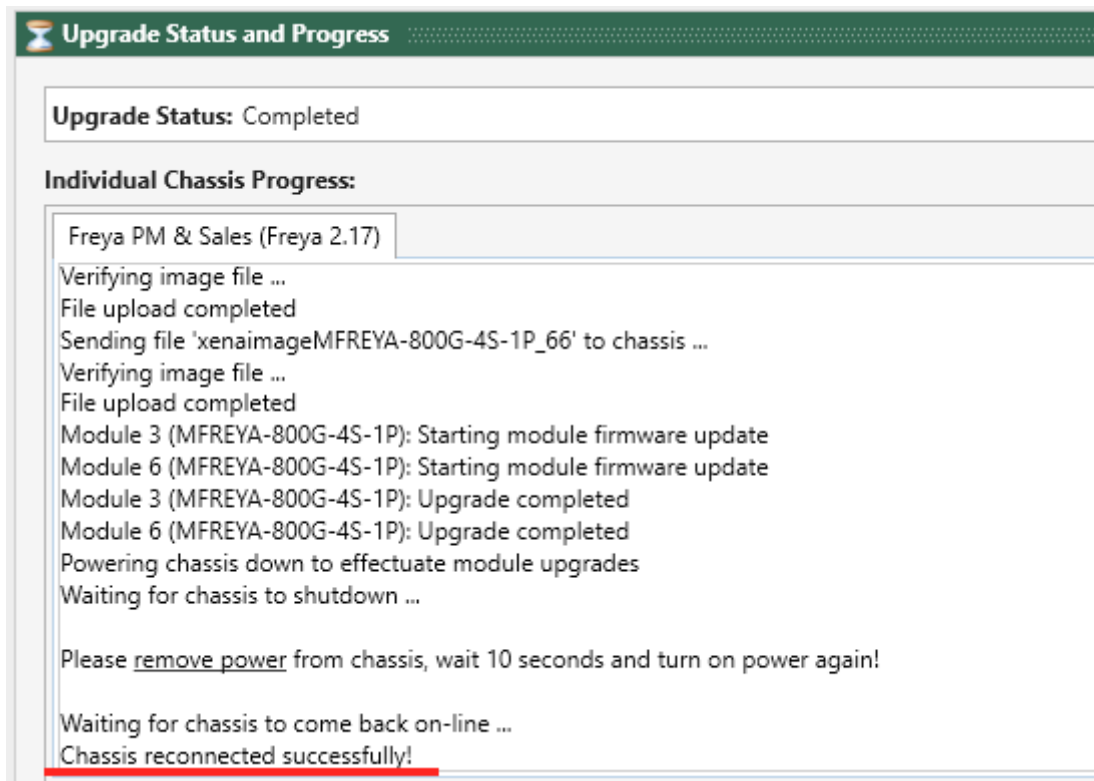 Upgrade Status and Progress
Upgrade Status: Completed
Individual Chassis Progress:
Freya PM & Sales (Freya 2.17)
Verifying image file ...
File upload completed
Sending file 'xenaimageMFREYA-800G-4S-1P_66' to chassis ...
Verifying image file ...
File upload completed
Module 3 (MFREYA-800G-4S-1P): Starting module firmware update
Module 6 (MFREYA-800G-4S-1P): Starting module firmware update
Module 3 (MFREYA-800G-4S-1P): Upgrade completed
Module 6 (MFREYA-800G-4S-1P): Upgrade completed
Powering chassis down to effectuate module upgrades
Waiting for chassis to shutdown ...
Please remove power from chassis, wait 10 seconds and turn on power again!
Waiting for chassis to come back on-line ...
Chassis reconnected successfully!